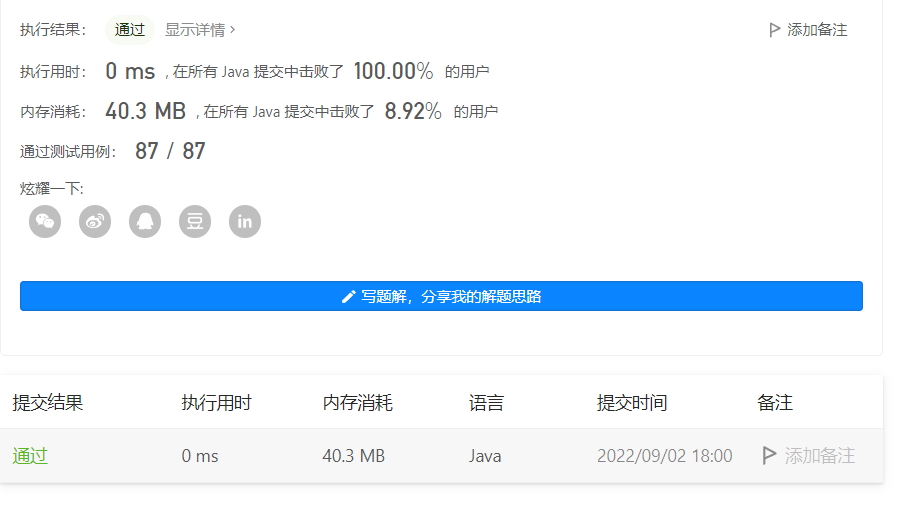 执行结果： 通过 显示详情 › 添加备注
执行用时： 0 ms , 在所有 Java 提交中击败了 100.00% 的用户
内存消耗： 40.3 MB , 在所有 Java 提交中击败了 8.92% 的用户
通过测试用例： 87 / 87
炫耀一下:
豆 in
写题解，分享我的解题思路
提交结果 执行用时 内存消耗 语言 提交时间 备注
通过 0 ms 40.3 MB Java 2022/09/02 18:00 添加备注